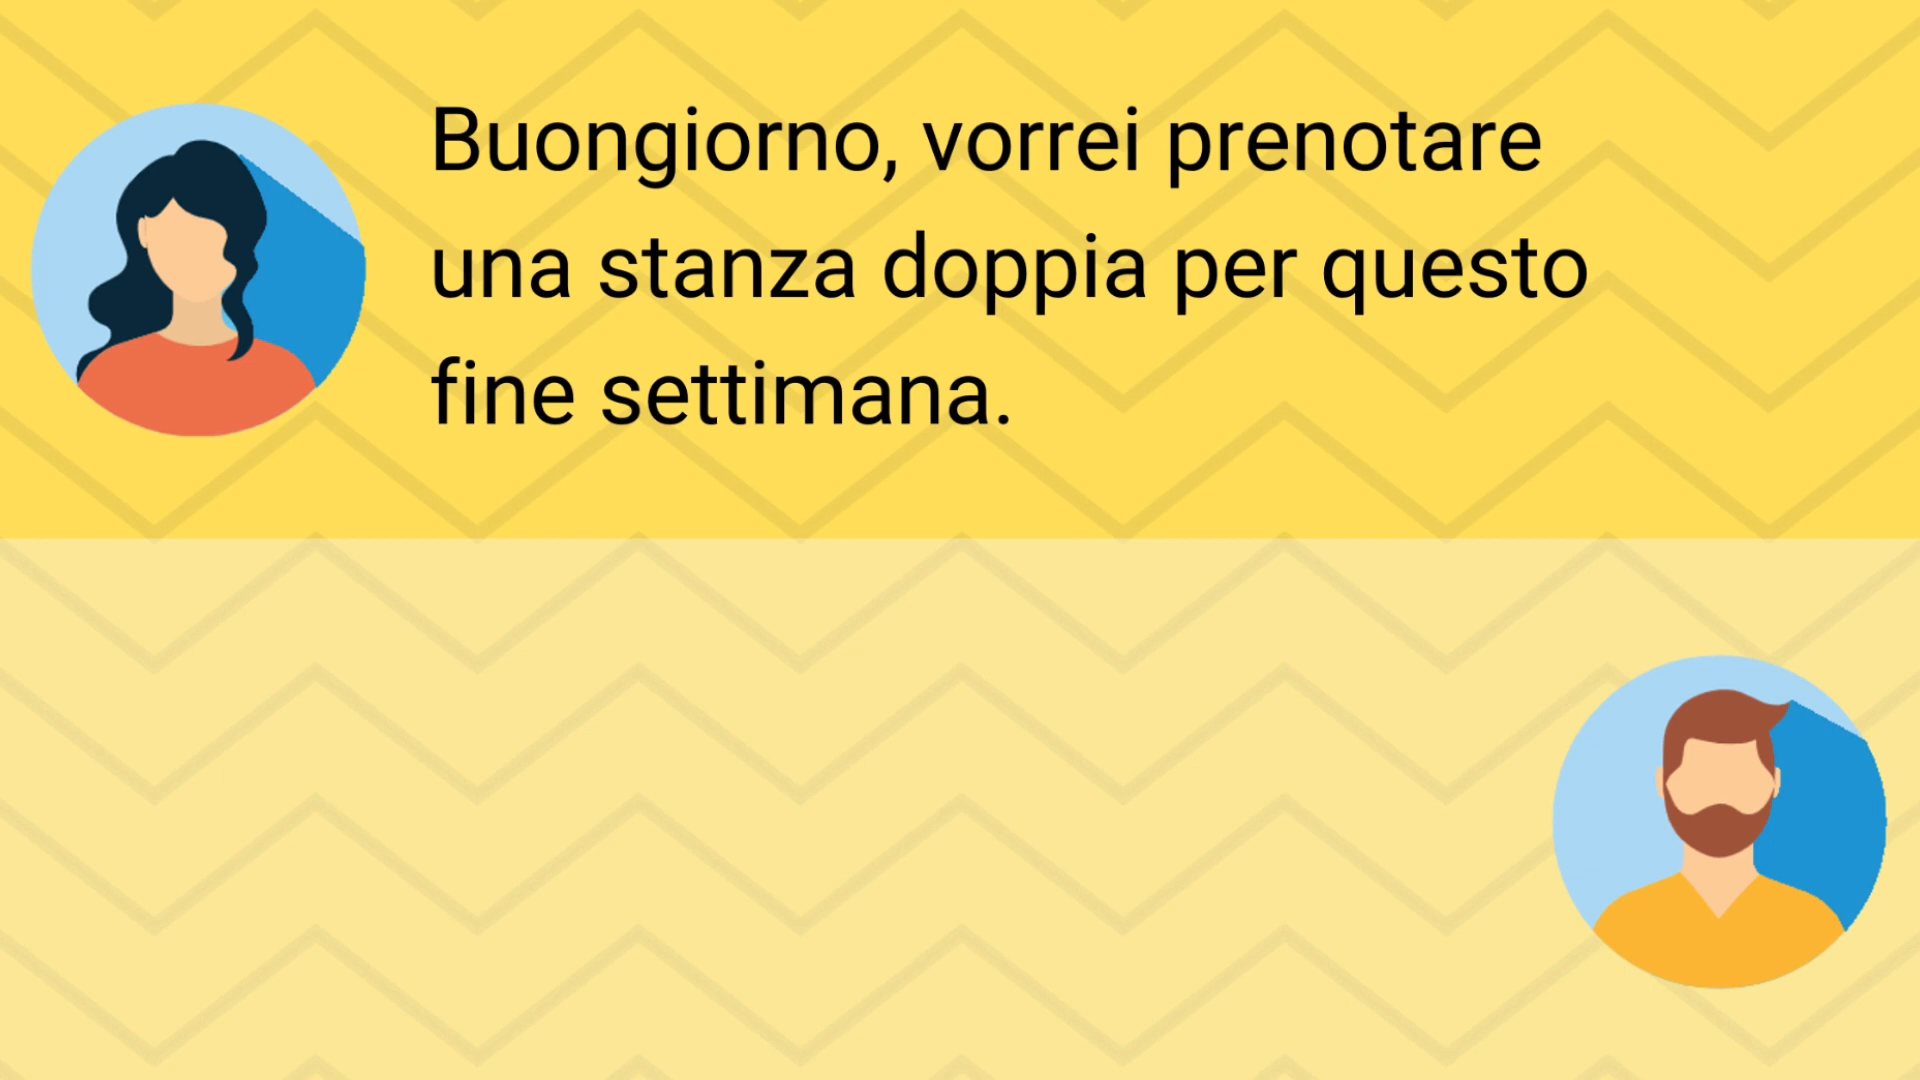 Buongiorno, vorrei prenotare
una stanza doppia per questo
fine settimana.